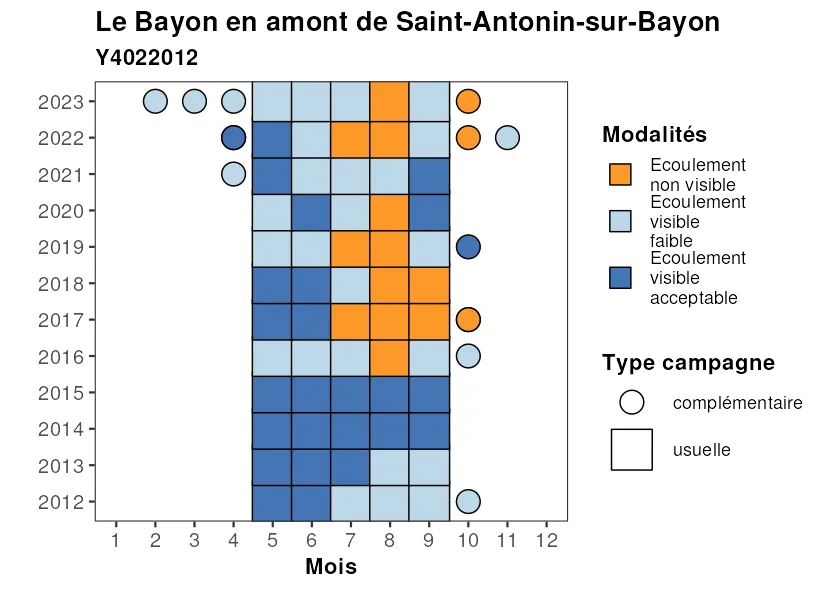 Le Bayon en amont de Saint-Antonin-sur-Bayon
Y4022012
2023
2022
2021
2020
2019
2018
2017
2016
2015
2014
2013
2012
1 2 3 4 5 6 7 8 9 10 11 12
Mois
Modalités
Ecoulement
non visible
Ecoulement
visible
faible
Ecoulement
visible
acceptable
Type campagne
complémentaire
usuelle